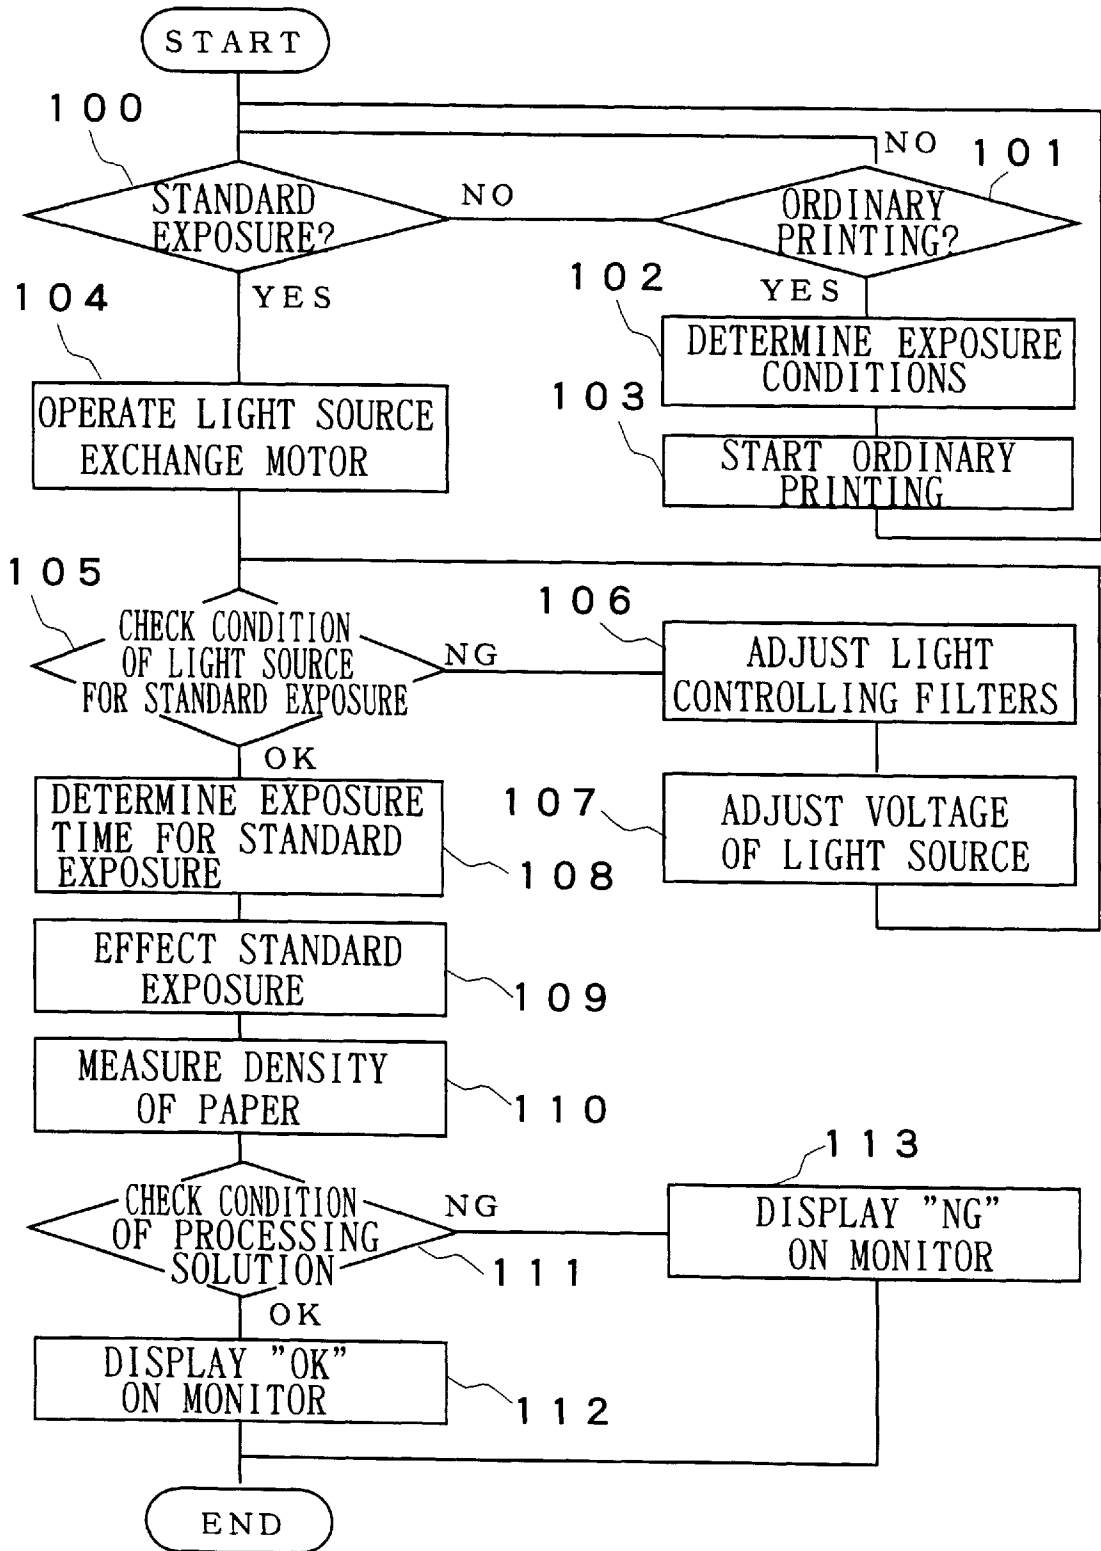 START
100
STANDARD
EXPOSURE?
NO
NO
101
ORDINARY
PRINTING?
YES
104
YES
102
DETERMINE EXPOSURE
CONDITIONS
OPERATE LIGHT SOURCE
EXCHANGE MOTOR
103
START ORDINARY
PRINTING
105
CHECK CONDITION
OF LIGHT SOURCE
FOR STANDARD EXPOSURE
NG
106
ADJUST LIGHT
CONTROLLING FILTERS
OK
DETERMINE EXPOSURE
TIME FOR STANDARD
EXPOSURE
108
107
ADJUST VOLTAGE
OF LIGHT SOURCE
EFFECT STANDARD
EXPOSURE
109
MEASURE DENSITY
OF PAPER
110
CHECK CONDITION
OF PROCESSING
SOLUTION
111
NG
113
DISPLAY "NG"
ON MONITOR
OK
DISPLAY "OK"
ON MONITOR
112
END